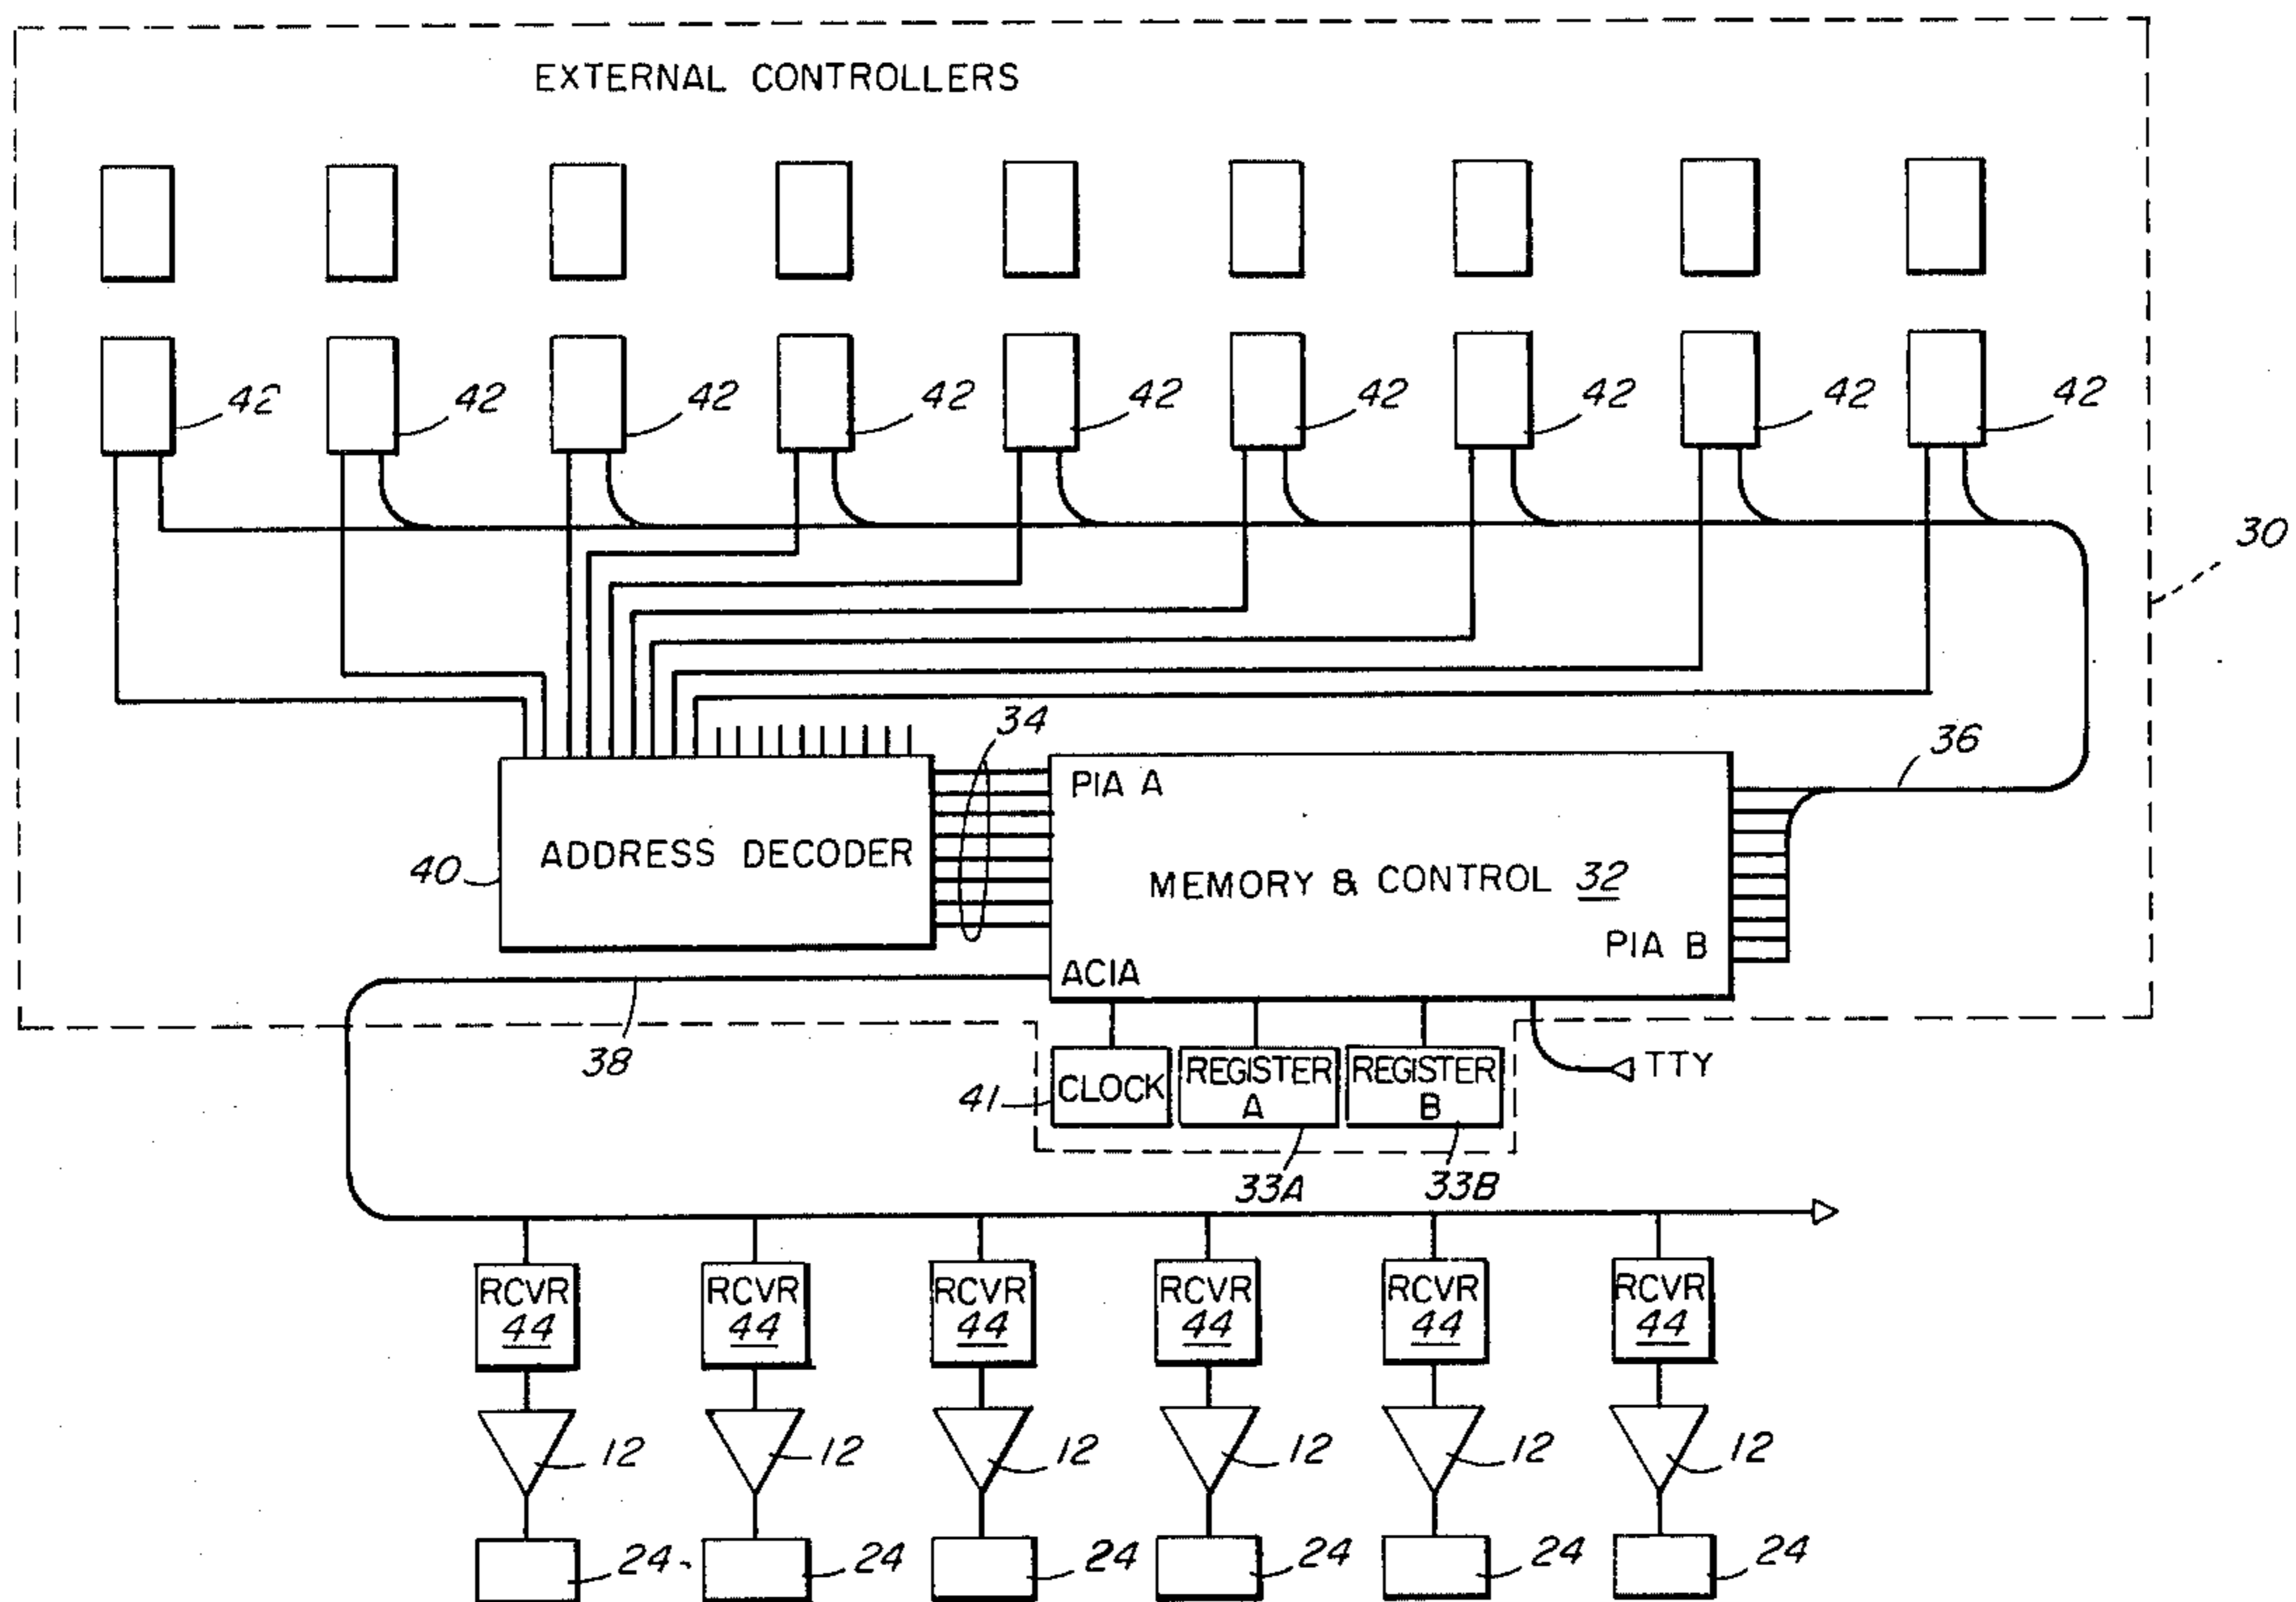 EXTERNAL CONTROLLERS
42 42 42 42 42 42 42 42 42
30
34
36
PIA A
ADDRESS DECODER
40
MEMORY & CONTROL 32
PIA B
ACIA
38
41
CLOCK
REGISTER A
REGISTER B
TTY
33A
33B
RCVR 44
RCVR 44
RCVR 44
RCVR 44
RCVR 44
RCVR 44
12 12 12 12 12 12
24 24 24 24 24 24